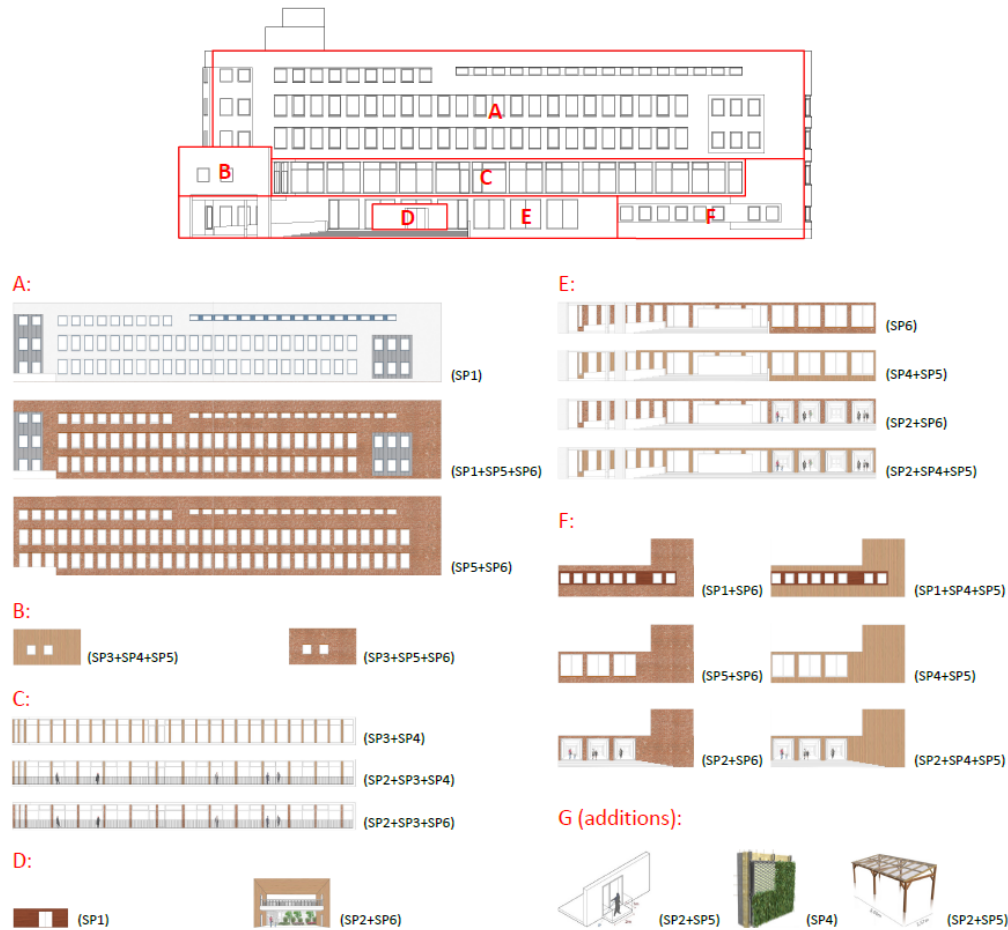 A
B
C
D
E
F
A:
(SP1)
(SP1+SP5+SP6)
(SP5+SP6)
B:
(SP3+SP4+SP5)
(SP3+SP5+SP6)
C:
(SP3+SP4)
(SP2+SP3+SP4)
(SP2+SP3+SP6)
D:
(SP1)
(SP2+SP6)
E:
(SP6)
(SP4+SP5)
(SP2+SP6)
(SP2+SP4+SP5)
F:
(SP1+SP6)
(SP1+SP4+SP5)
(SP5+SP6)
(SP4+SP5)
(SP2+SP6)
(SP2+SP4+SP5)
G (additions):
(SP2+SP5)
(SP4)
(SP2+SP5)